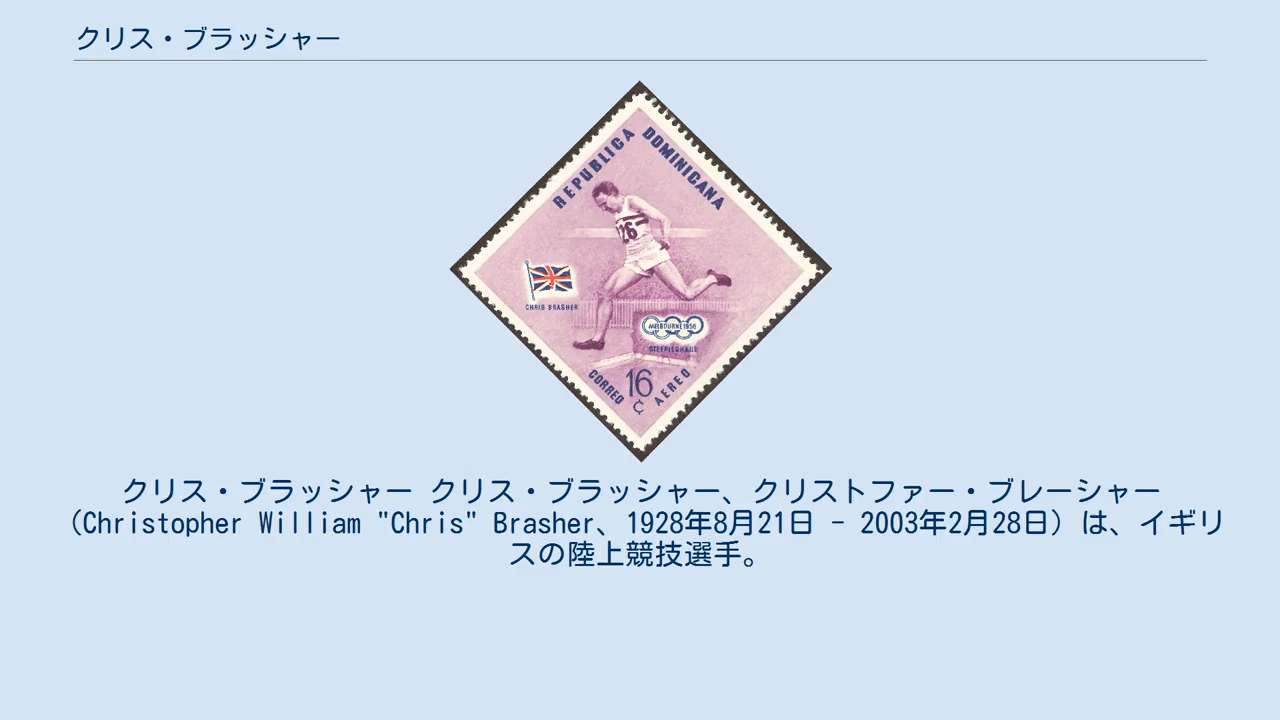 クリス・ブラッシャー
REPUBLICA DOMINICANA
126
CHRIS BRASHER
MELBOURNE 1956
STEEPLECHASE
CORREO 16 AEREO
¢
クリス・ブラッシャー クリス・ブラッシャー、クリストファー・ブレーシャー
（Christopher William "Chris" Brasher、1928年8月21日 - 2003年2月28日）は、イギリ
スの陸上競技選手。